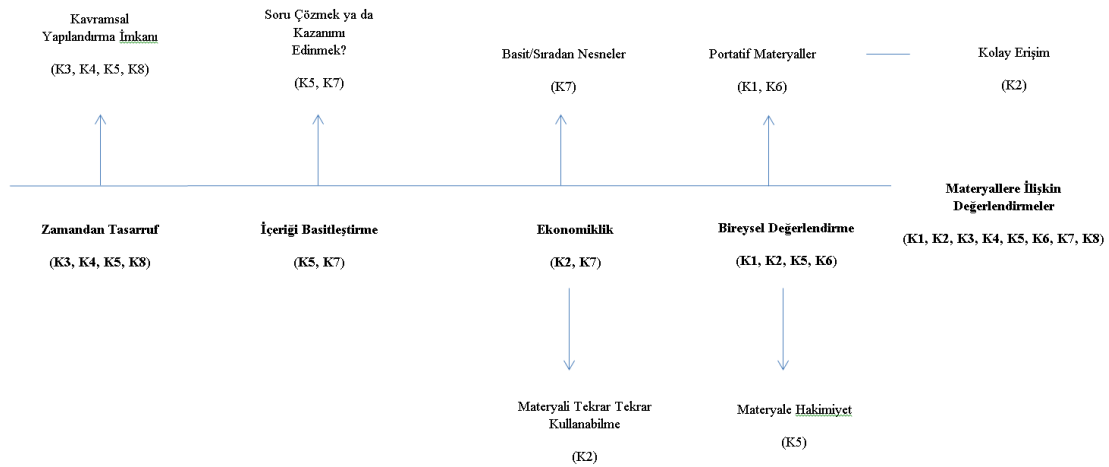 Kavramsal
Yapılandırma İmkanı
(K3, K4, K5, K8)
Soru Çözmek ya da
Kazanımı
Edinmek?
(K5, K7)
Basit/Sıradan Nesneler
(K7)
Portatif Materyaller
(K1, K6)
Kolay Erişim
(K2)
Zamandan Tasarruf
(K3, K4, K5, K8)
İçeriği Basitleştirme
(K5, K7)
Ekonomiklik
(K2, K7)
Bireysel Değerlendirme
(K1, K2, K5, K6)
Materyallere İlişkin
Değerlendirmeler
(K1, K2, K3, K4, K5, K6, K7, K8)
Materyali Tekrar Tekrar
Kullanabilme
(K2)
Materyale Hakimiyet
(K5)